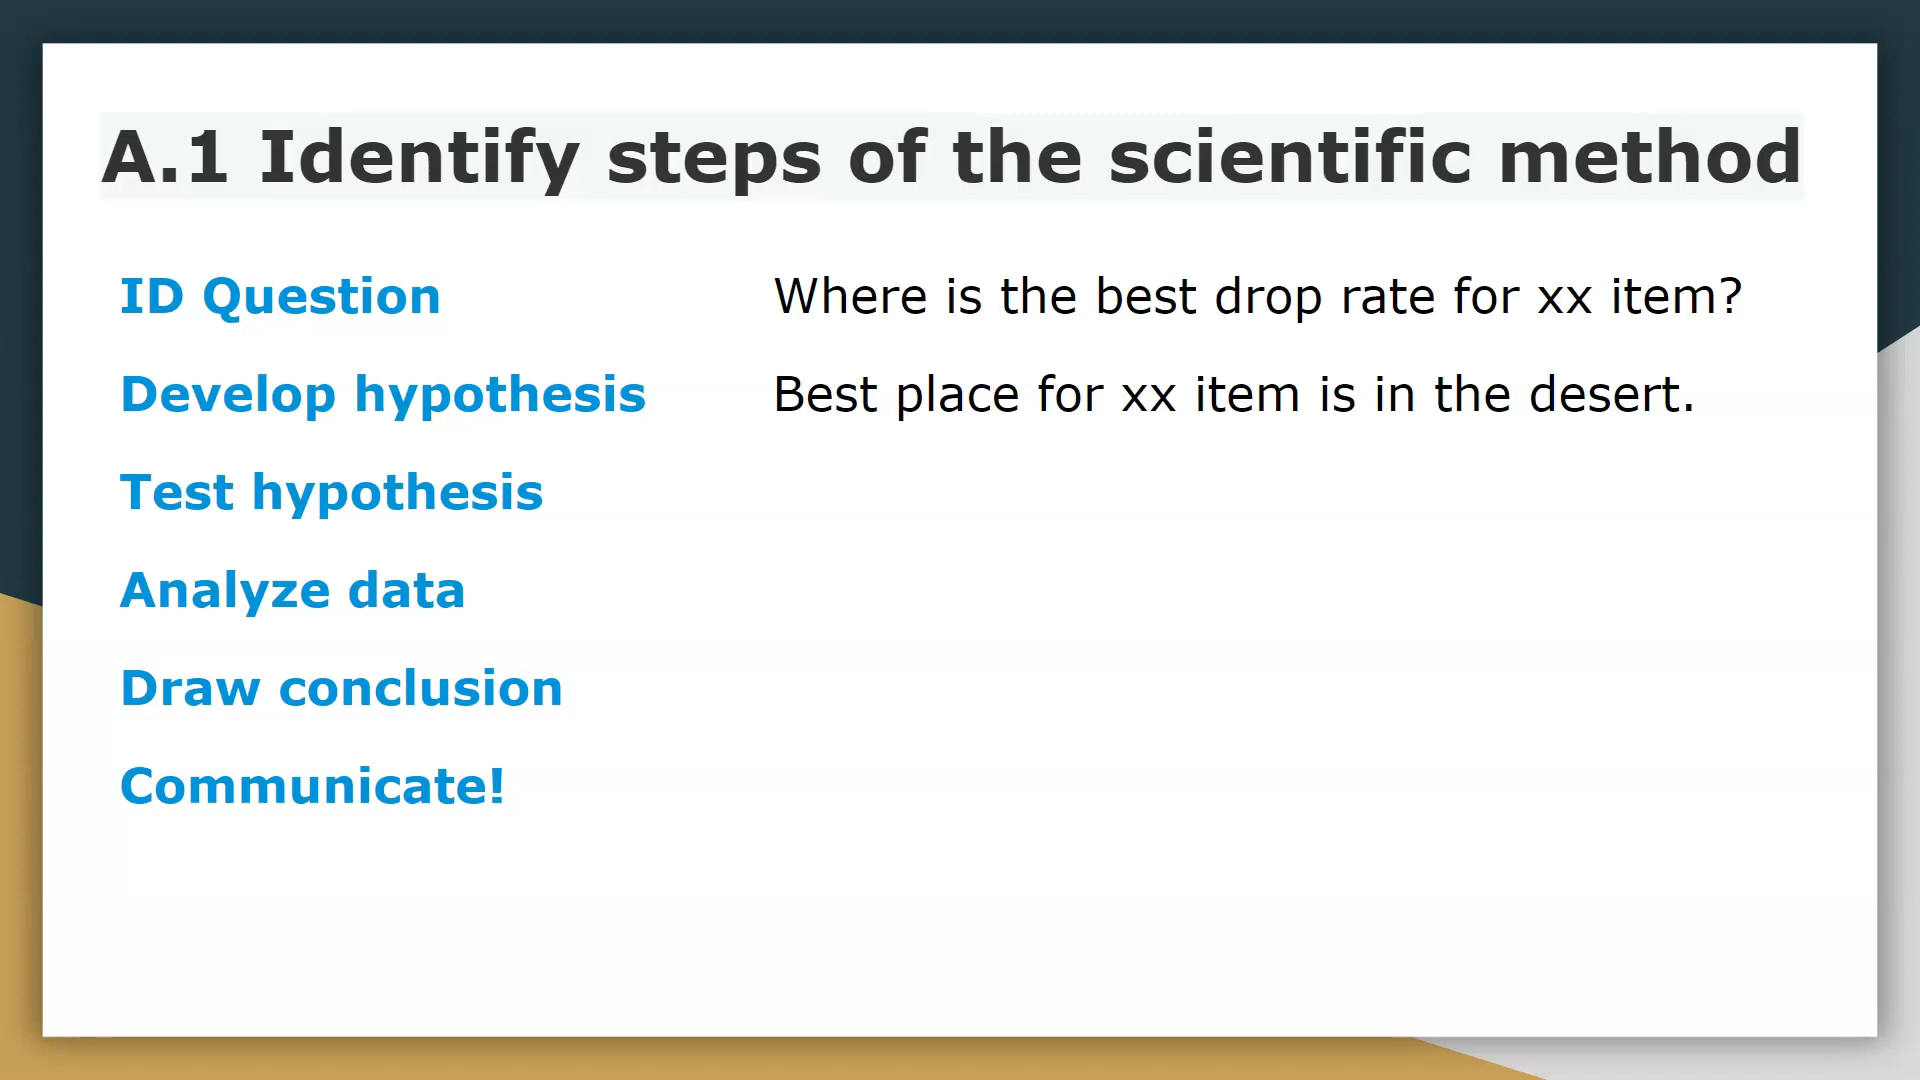 A.1 Identify steps of the scientific method
ID Question
Where is the best drop rate for xx item?
Develop hypothesis
Best place for xx item is in the desert.
Test hypothesis
Analyze data
Draw conclusion
Communicate!